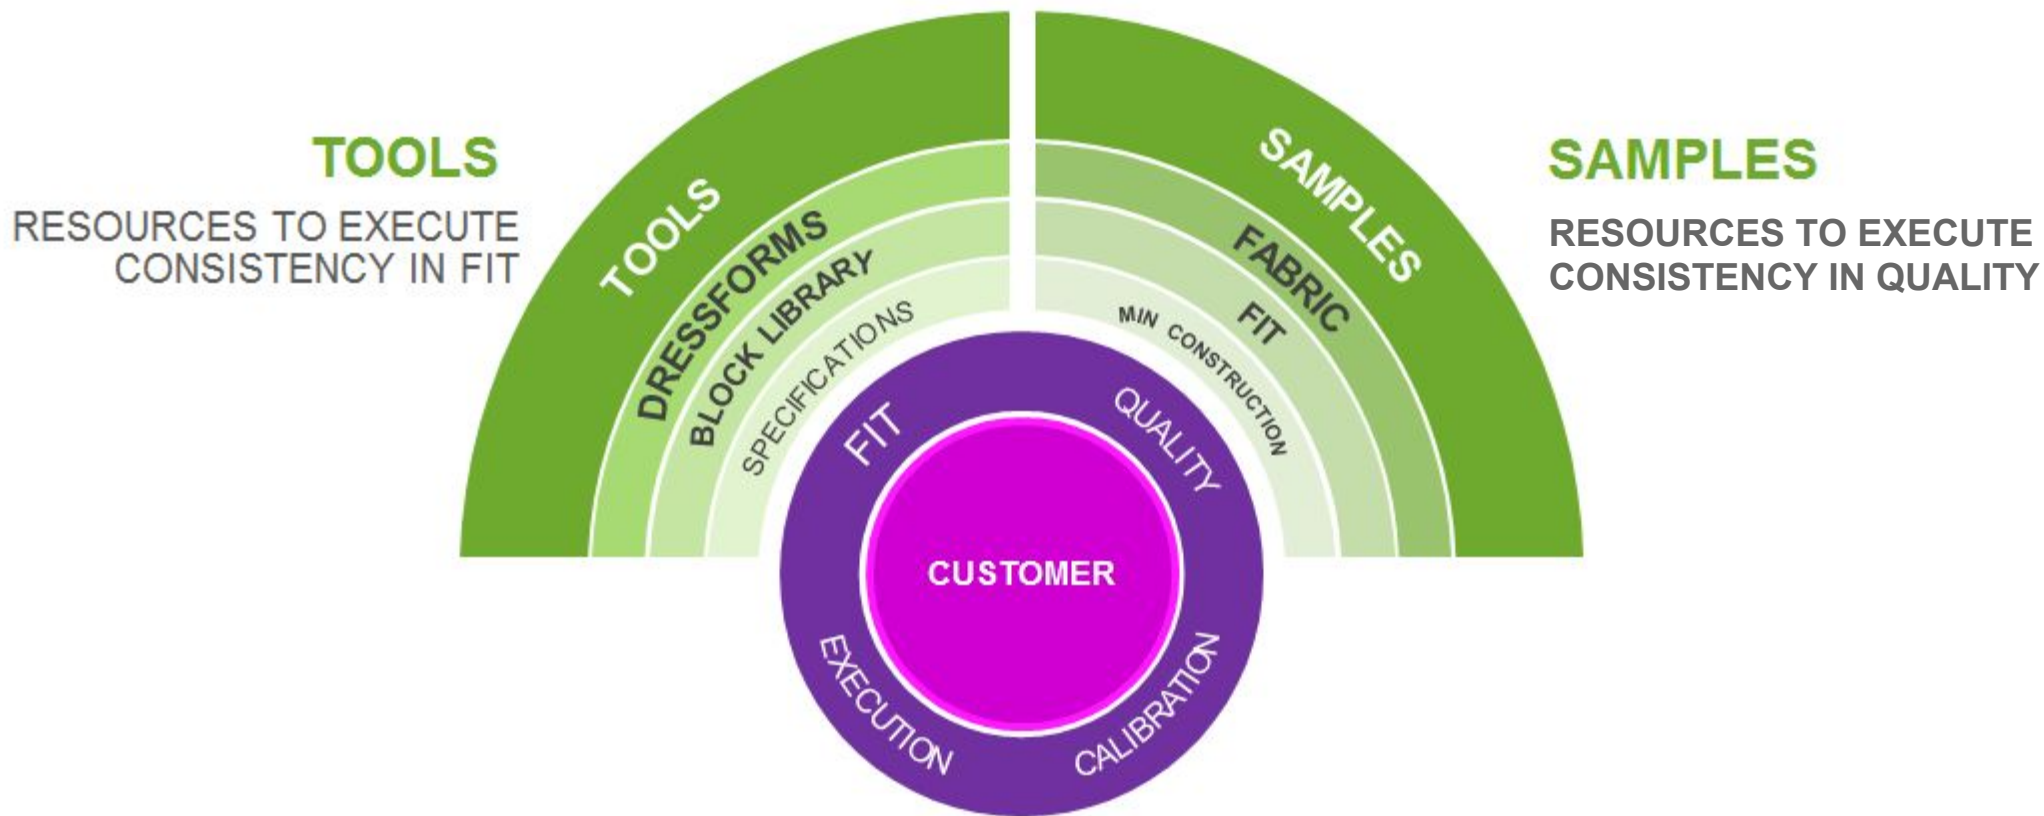 TOOLS
RESOURCES TO EXECUTE
CONSISTENCY IN FIT
TOOLS
DRESSFORMS
BLOCK LIBRARY
SPECIFICATIONS
SAMPLES
FABRIC
FIT
MIN CONSTRUCTION
SAMPLES
RESOURCES TO EXECUTE
CONSISTENCY IN QUALITY
FIT
QUALITY
CUSTOMER
EXECUTION
CALIBRATION